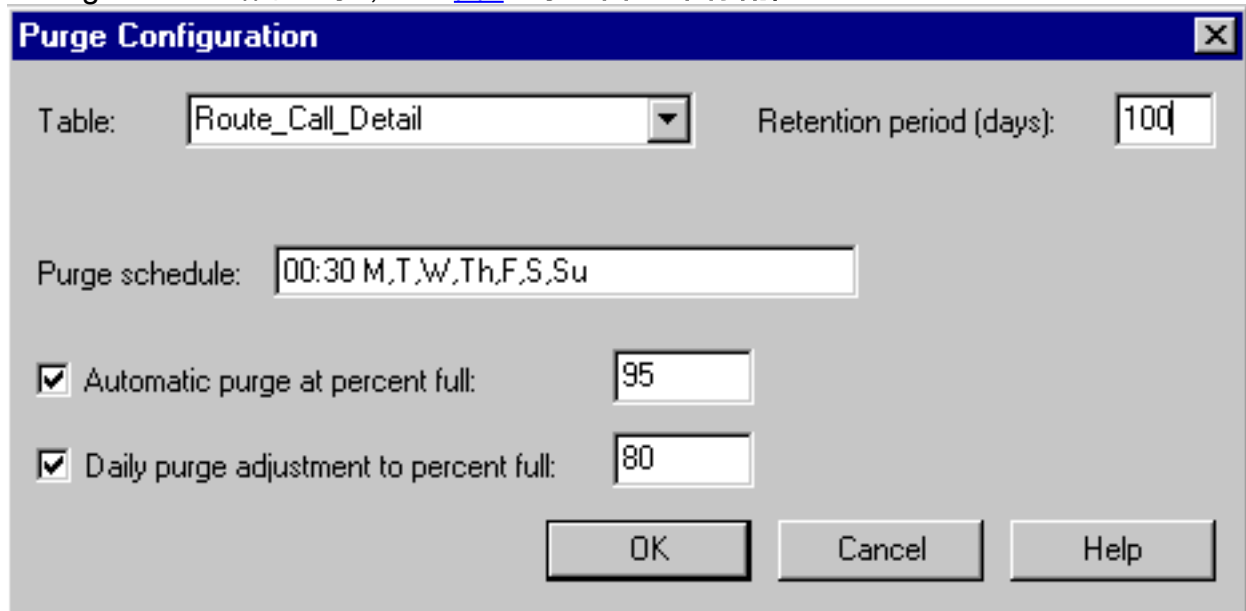 Purge Configuration
Table: Route_Call_Detail Retention period (days): 100
Purge schedule: 00:30 M,T,W,Th,F,S,Su
Automatic purge at percent full: 95
Daily purge adjustment to percent full: 80
OK Cancel Help